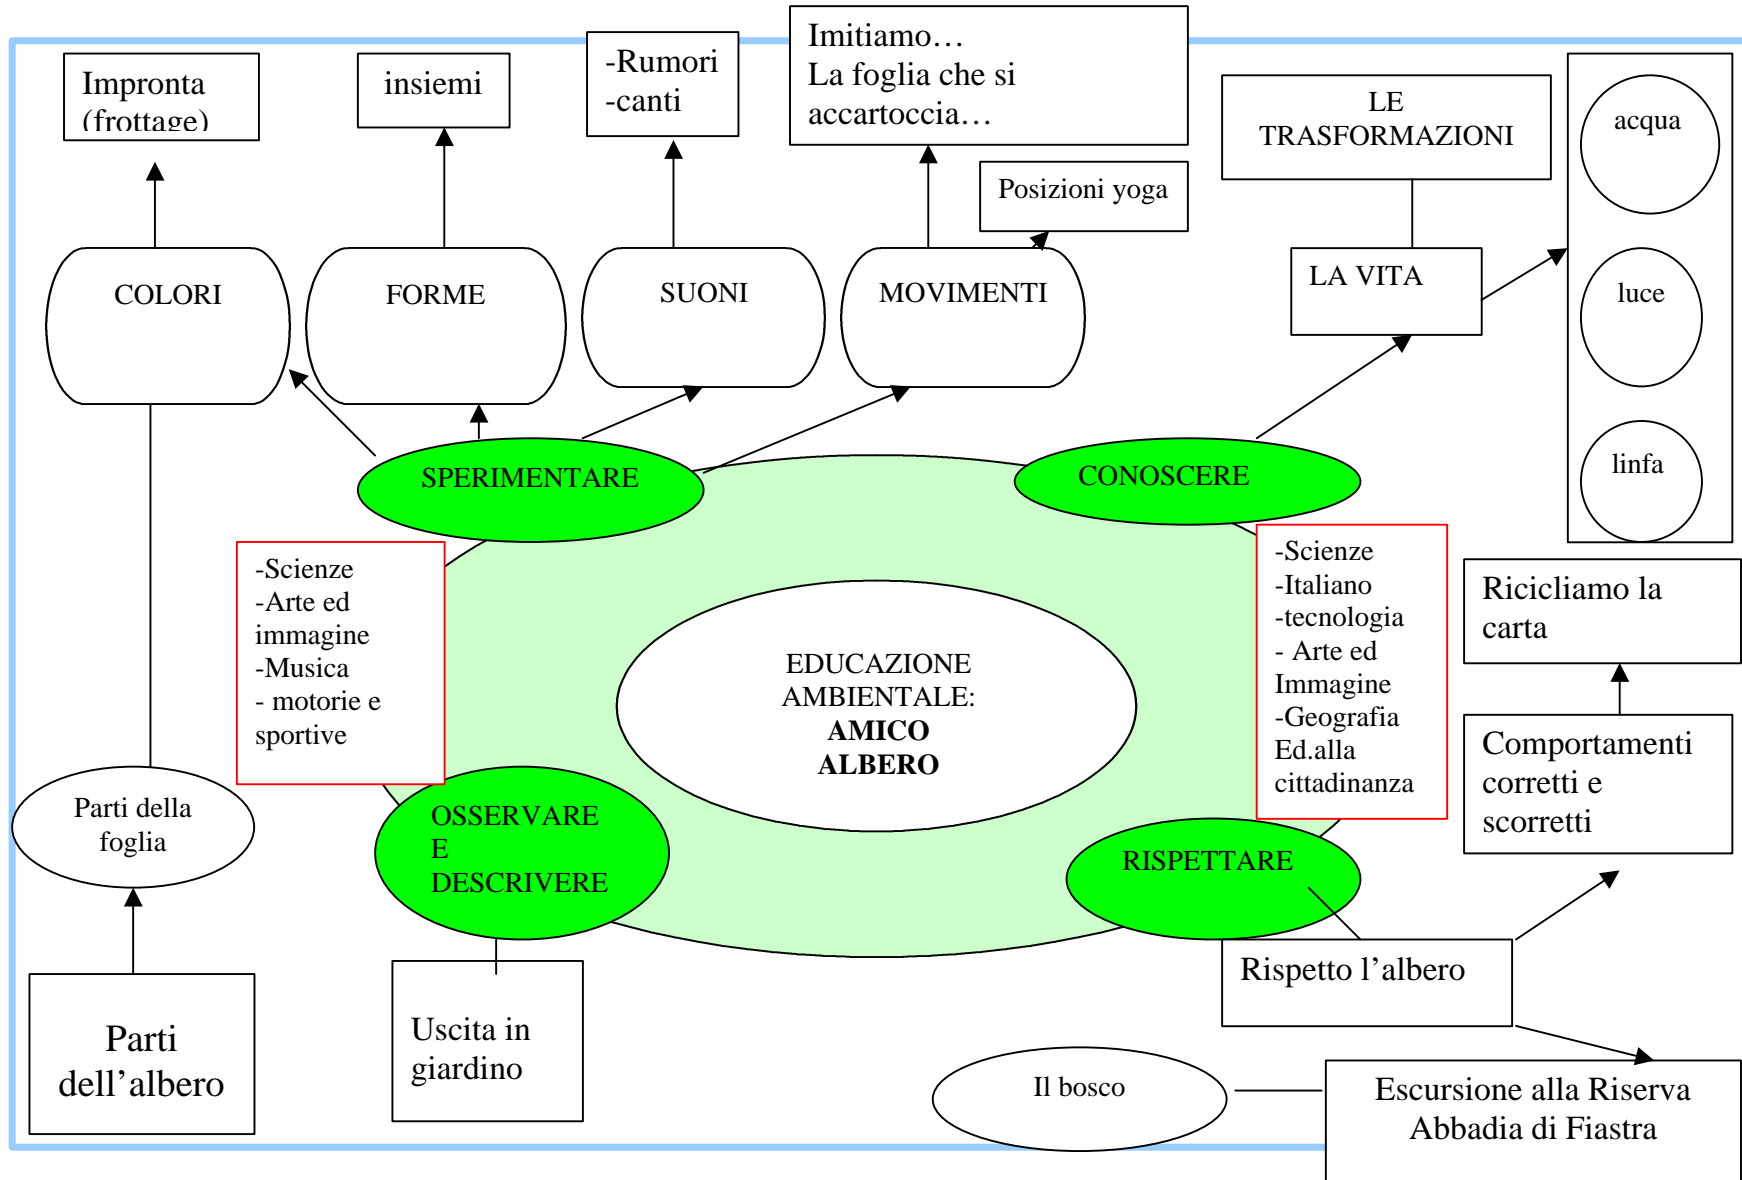 Impronta
(frottage)
insiemi
-Rumori
-canti
Imitiamo…
La foglia che si
accartoccia…
Posizioni yoga
LE
TRASFORMAZIONI
acqua
luce
linfa
COLORI
FORME
SUONI
MOVIMENTI
LA VITA
SPERIMENTARE
CONOSCERE
-Scienze
-Arte ed
immagine
-Musica
- motorie e
sportive
EDUCAZIONE
AMBIENTALE:
AMICO
ALBERO
-Scienze
-Italiano
-tecnologia
- Arte ed
Immagine
-Geografia
Ed.alla
cittadinanza
Ricicliamo la
carta
Comportamenti
corretti e
scorretti
Parti della
foglia
OSSERVARE
E
DESCRIVERE
RISPETTARE
Parti
dell’albero
Uscita in
giardino
Rispetto l’albero
Il bosco
Escursione alla Riserva
Abbadia di Fiastra